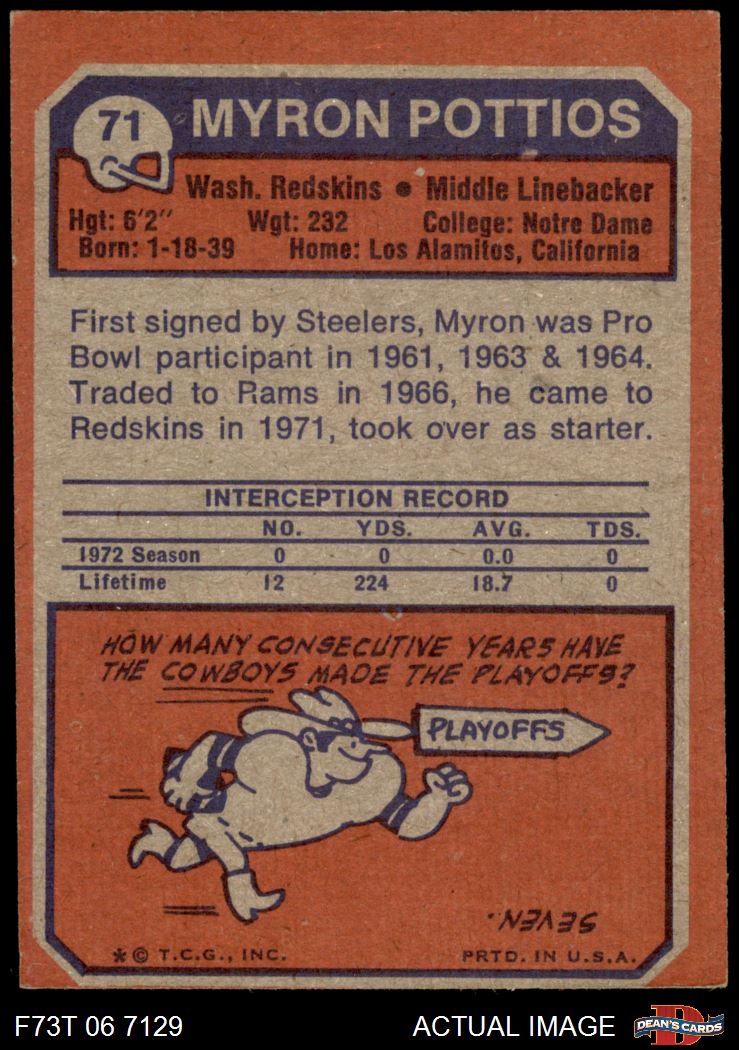 71
MYRON POTTIOS
Wash. Redskins ● Middle Linebacker
Hgt: 6'2" Wgt: 232 College: Notre Dame
Born: 1-18-39 Home: Los Alamitos, California
First signed by Steelers, Myron was Pro
Bowl participant in 1961, 1963 & 1964.
Traded to Rams in 1966, he came to
Redskins in 1971, took over as starter.
INTERCEPTION RECORD
NO. YDS. AVG. TDS.
1972 Season 0 0 0.0 0
Lifetime 12 224 18.7 0
HOW MANY CONSECUTIVE YEARS HAVE
THE COWBOYS MADE THE PLAYOFFS?
PLAYOFFS
SEVEN.
* © T.C.G., INC. PRTD. IN U.S.A.
F73T 06 7129 ACTUAL IMAGE D DEAN'S CARDS